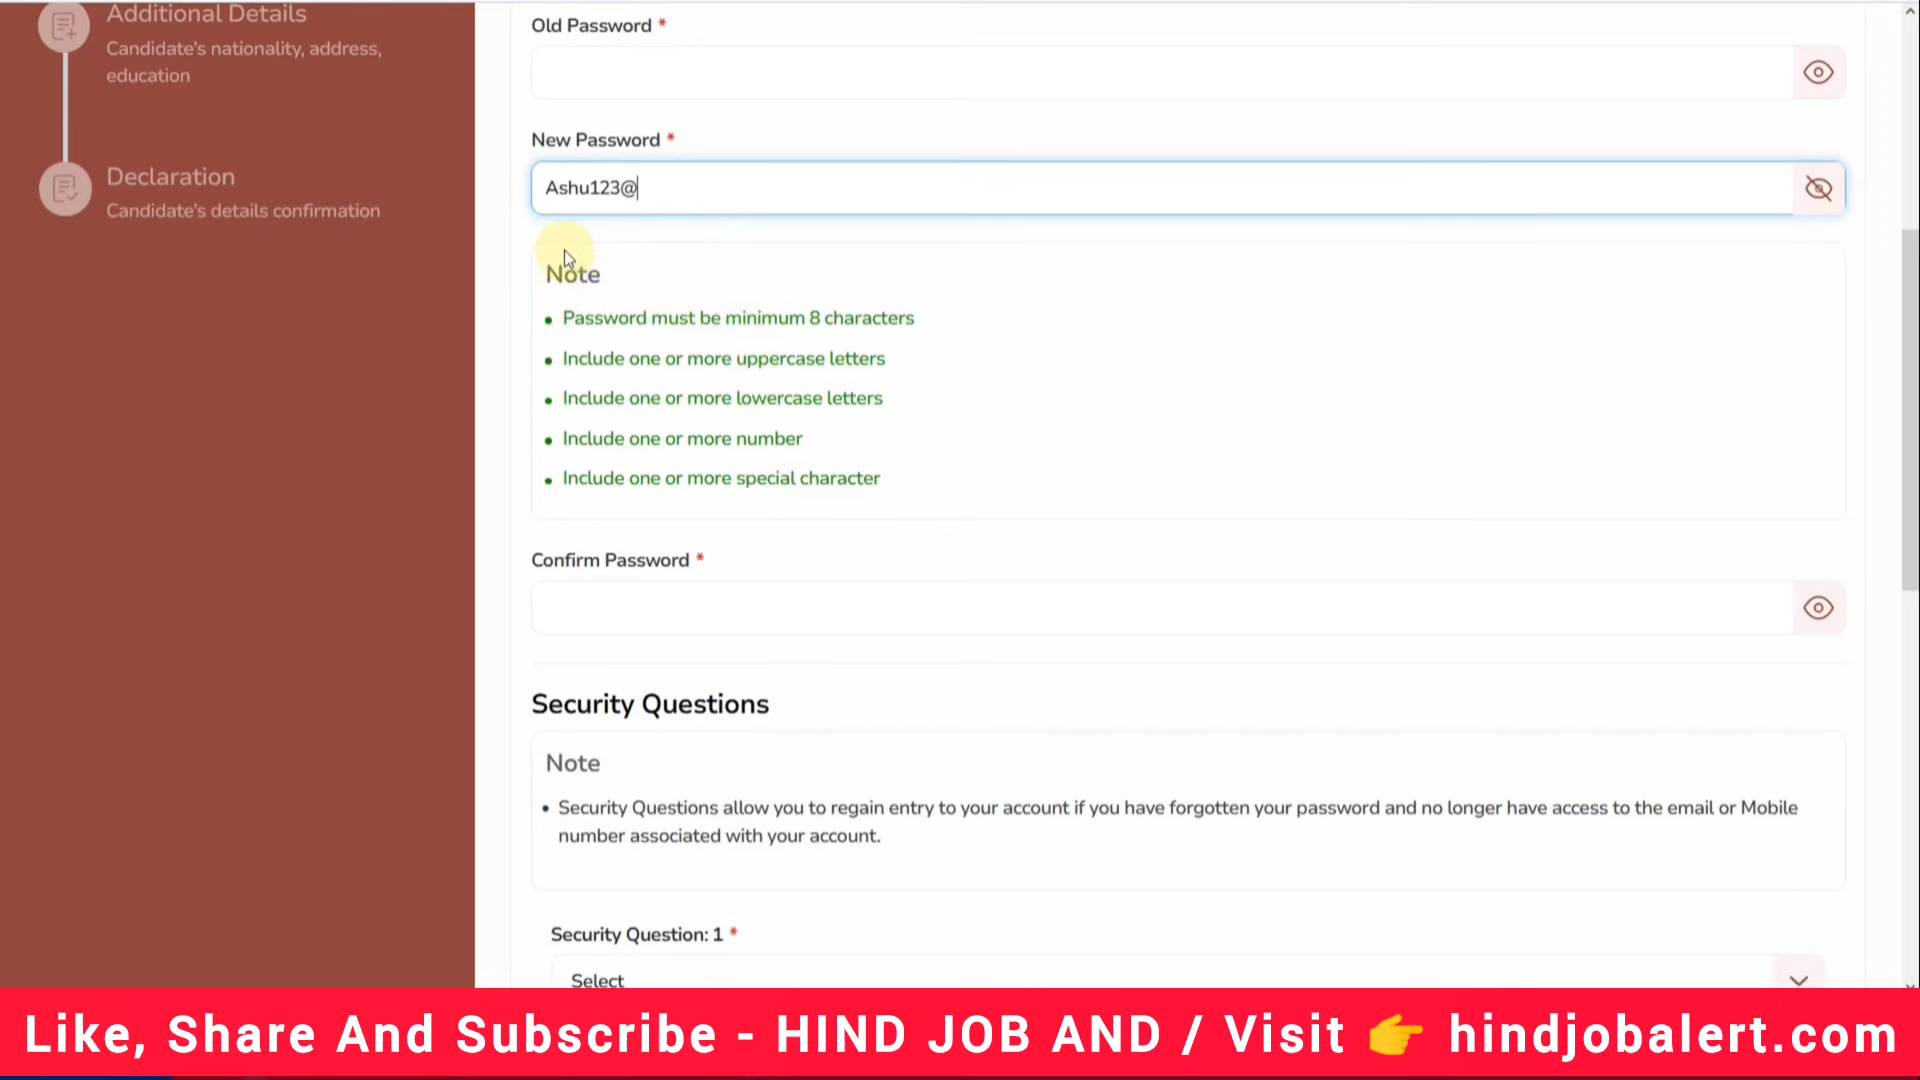 Additional Details
Candidate's nationality, address,
education
Declaration
Candidate's details confirmation
Old Password *
New Password *
Ashu123@
Note
• Password must be minimum 8 characters
• Include one or more uppercase letters
• Include one or more lowercase letters
• Include one or more number
• Include one or more special character
Confirm Password *
Security Questions
Note
• Security Questions allow you to regain entry to your account if you have forgotten your password and no longer have access to the email or Mobile
number associated with your account.
Security Question: 1 *
Select
Like, Share And Subscribe - HIND JOB AND / Visit 👉 hindjobalert.com